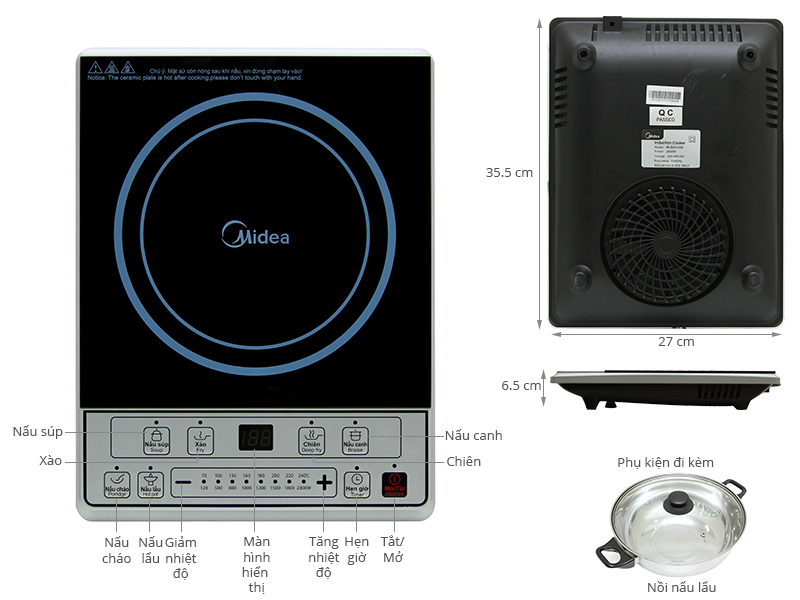 Chú ý: Mặt sứ còn nóng sau khi nấu, xin đừng chạm tay vào!
Notice: The ceramic plate is hot after cooking,please don't touch with your hand.
Midea
Nấu súp
Soup
Xào
Fry
188
Chiên
Deep fry
Nấu canh
Braise
Nấu cháo
Porridge
Nấu lẩu
Hot pot
70 100 130 160 180 200 220 240℃
120 500 800 1000 1200 1500 1800 2000W
Hẹn giờ
Timer
Mở/Tắt
ON/OFF
Nấu súp
Xào
Nấu canh
Chiên
Nấu cháo
Nấu lẩu
Giảm nhiệt độ
Màn hình hiển thị
Tăng nhiệt độ
Hẹn giờ
Tắt/Mở
35.5 cm
Q C
PASSED
Midea
Induction Cooker
27 cm
6.5 cm
Phụ kiện đi kèm
Nồi nấu lẩu